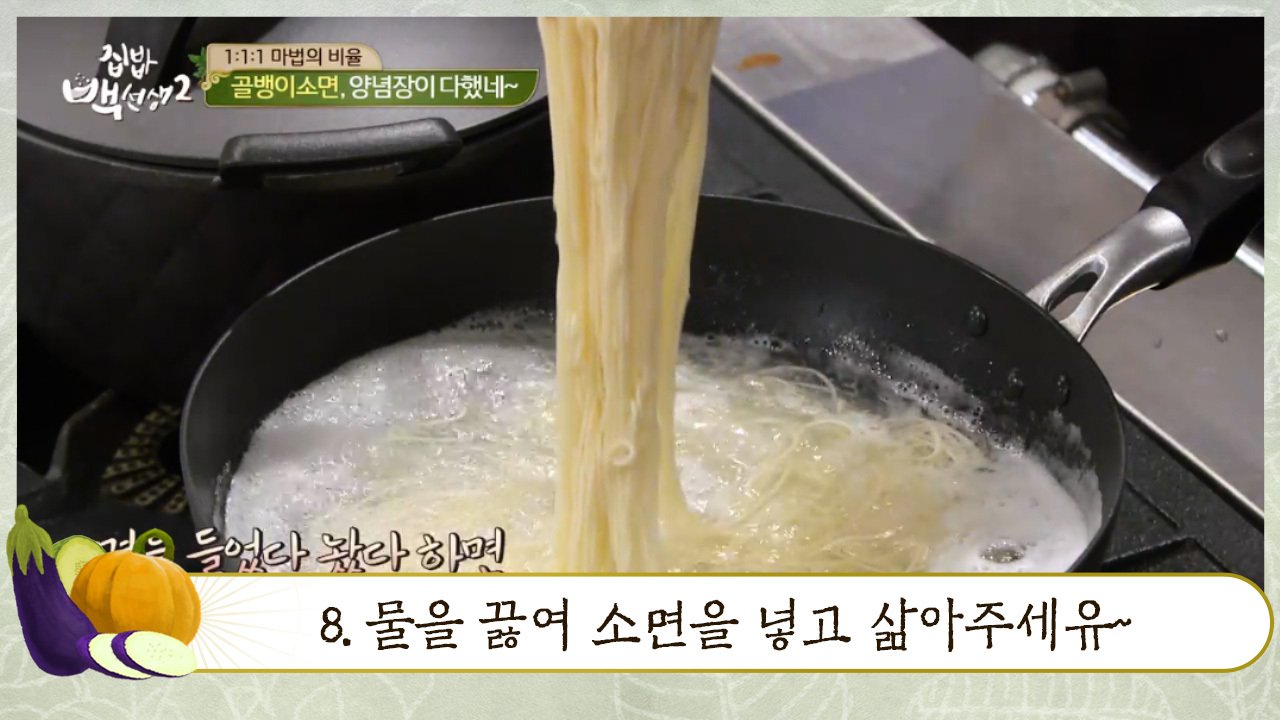 집밥
백선생2
1:1:1 마법의 비율
골뱅이소면, 양념장이 다했네~
들었다 놨다 하면
8. 물을 끓여 소면을 넣고 삶아주세유~